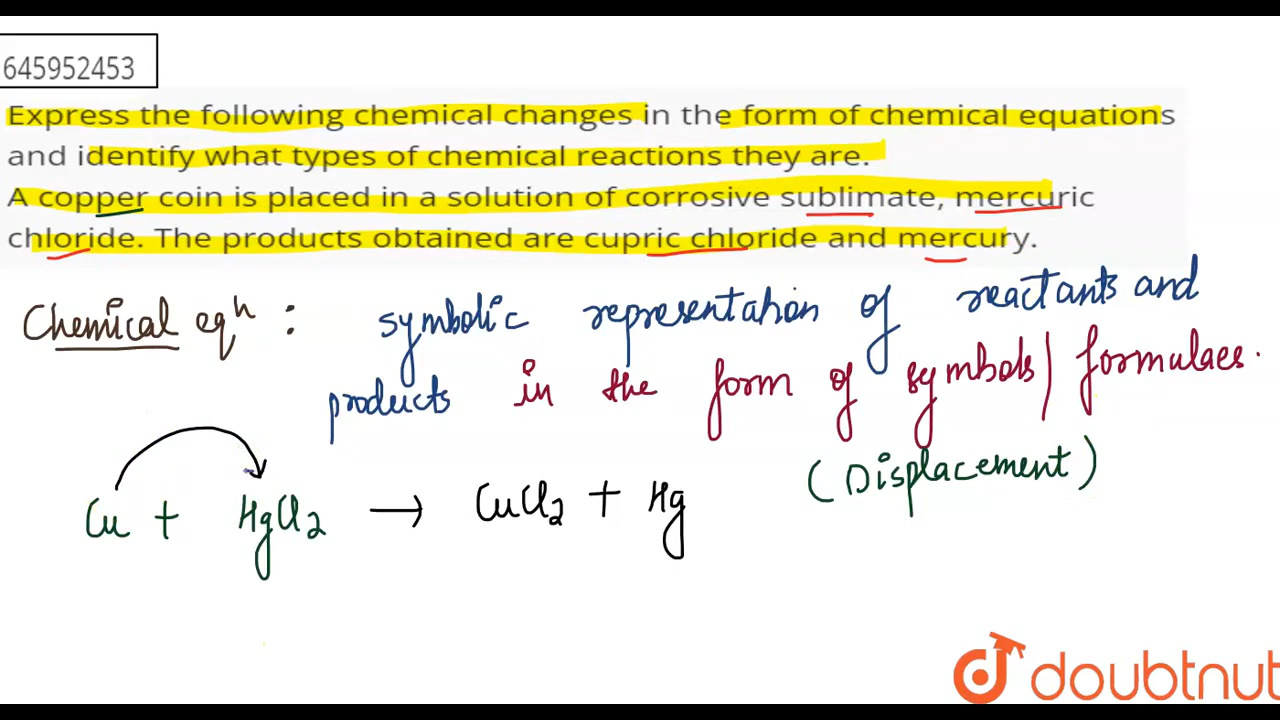 645952453
Express the following chemical changes in the form of chemical equations
and identify what types of chemical reactions they are.
A copper coin is placed in a solution of corrosive sublimate, mercuric
chloride. The products obtained are cupric chloride and mercury.
Chemical eqⁿ : symbolic representation of reactants and
products in the form of symbols/formulaes.
(Displacement)
Cu + HgCl₂ → CuCl₂ + Hg
doubtnut